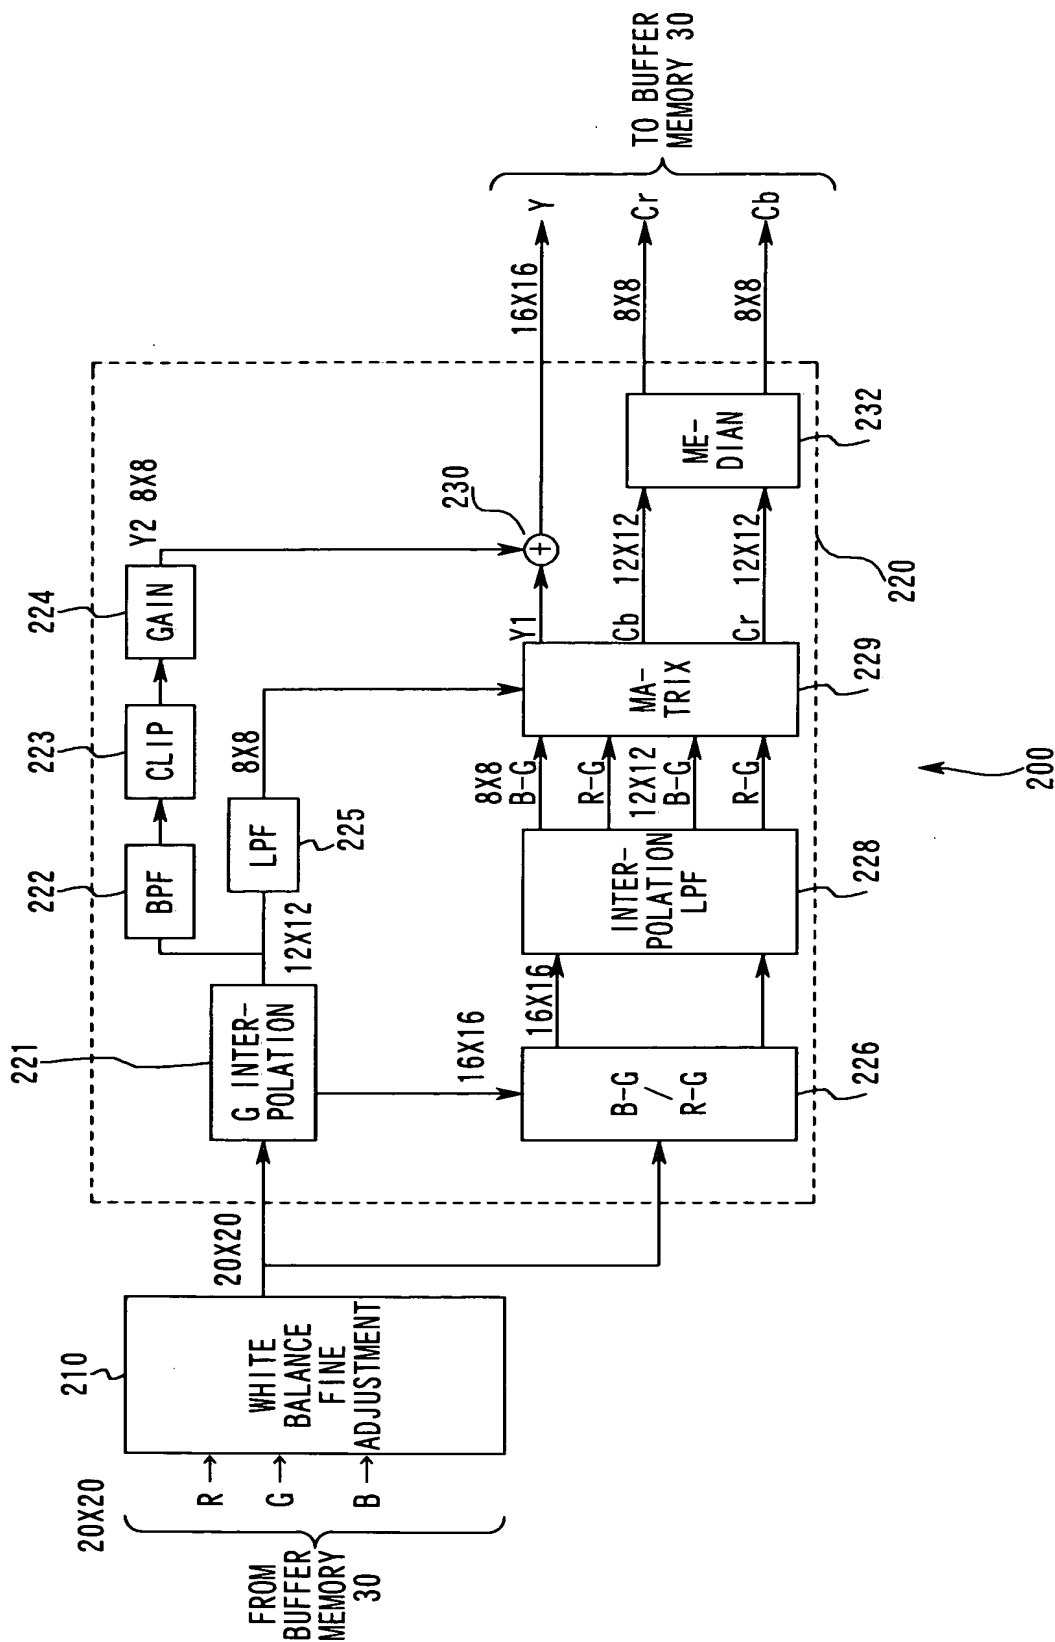 FROM
BUFFER
MEMORY
30
20X20
R
G
B
210
WHITE
BALANCE
FINE
ADJUSTMENT
20X20
221
G INTER-
POLATION
12X12
16X16
222
BPF
223
CLIP
224
GAIN
Y2 8X8
LPF
225
8X8
B-G
/
R-G
226
16X16
INTER-
POLATION
LPF
228
8X8
B-G
R-G
12X12
B-G
R-G
MA-
TRIX
229
Y1
230
+
Cb
12X12
Cr
12X12
ME-
DIAN
232
220
16X16
Y
8X8
Cr
8X8
Cb
TO BUFFER
MEMORY 30
200